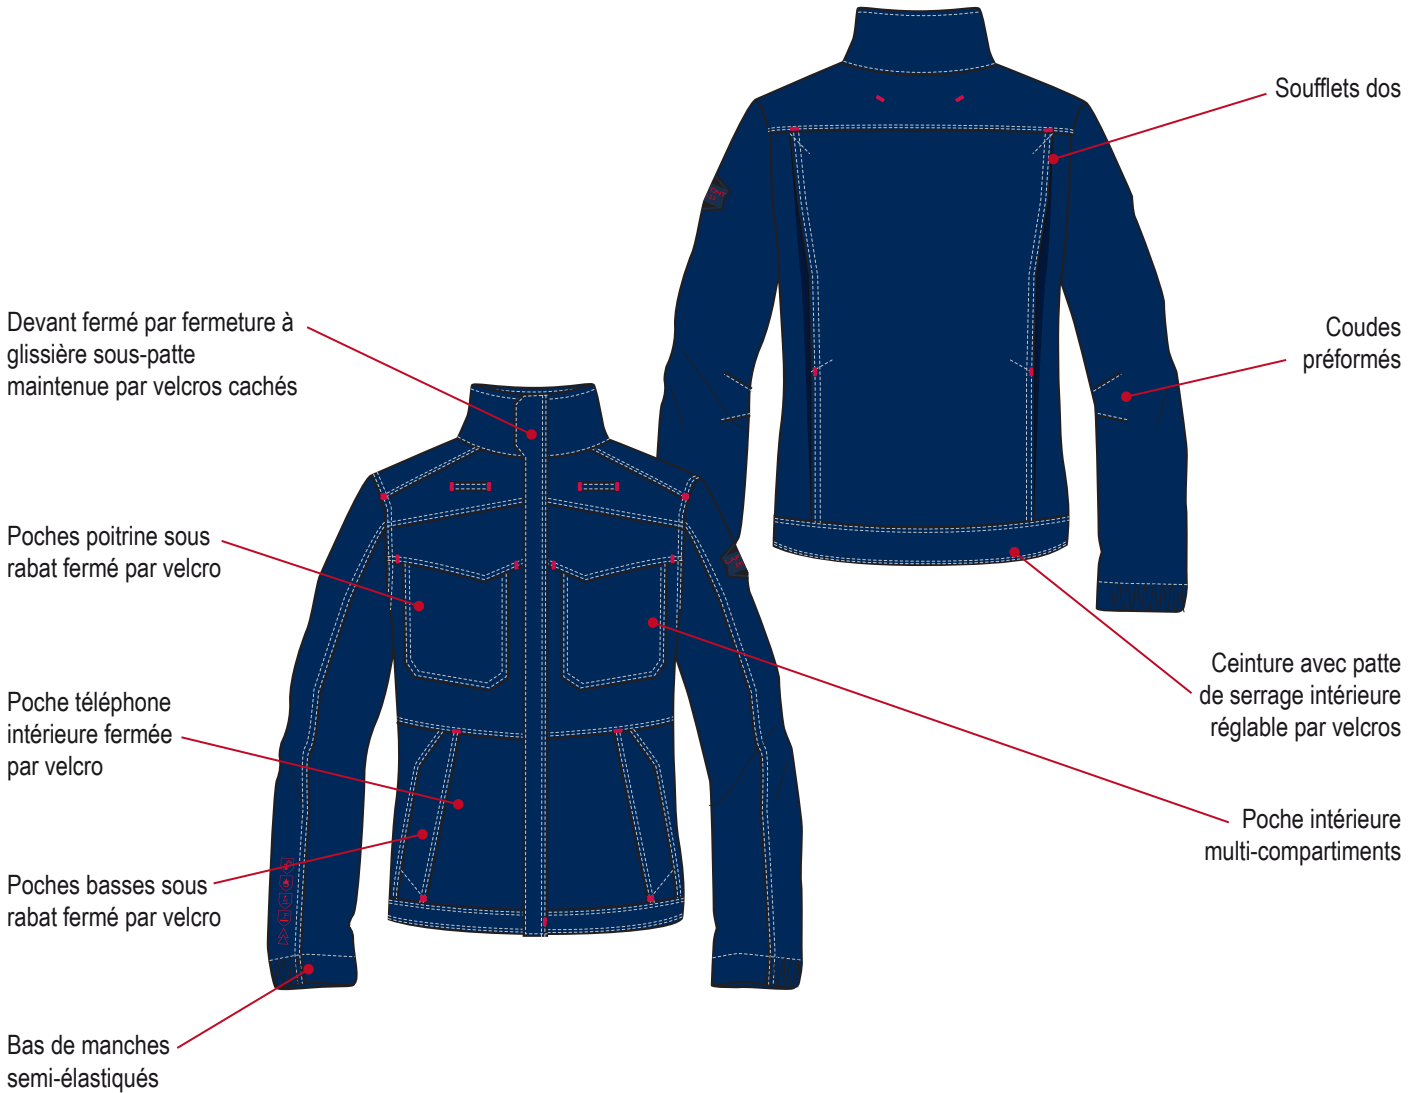 Soufflets dos
Devant fermé par fermeture à
glissière sous-patte
maintenue par velcros cachés
Coudes
préformés
Poches poitrine sous
rabat fermé par velcro
Ceinture avec patte
de serrage intérieure
réglable par velcros
Poche téléphone
intérieure fermée
par velcro
Poche intérieure
multi-compartiments
Poches basses sous
rabat fermé par velcro
Bas de manches
semi-élastiqués